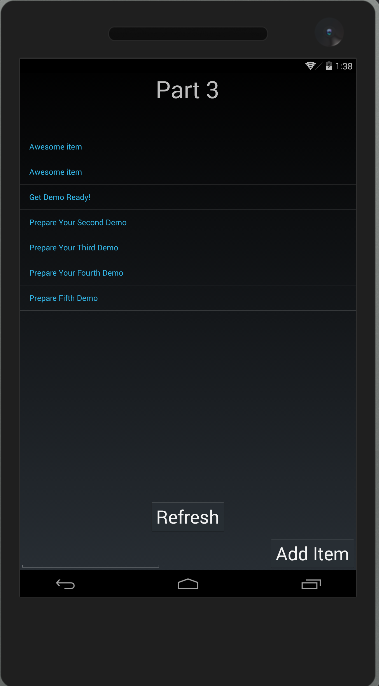 1:38
Part 3
Awesome item
Awesome item
Get Demo Ready!
Prepare Your Second Demo
Prepare Your Third Demo
Prepare Your Fourth Demo
Prepare Fifth Demo
Refresh
Add Item